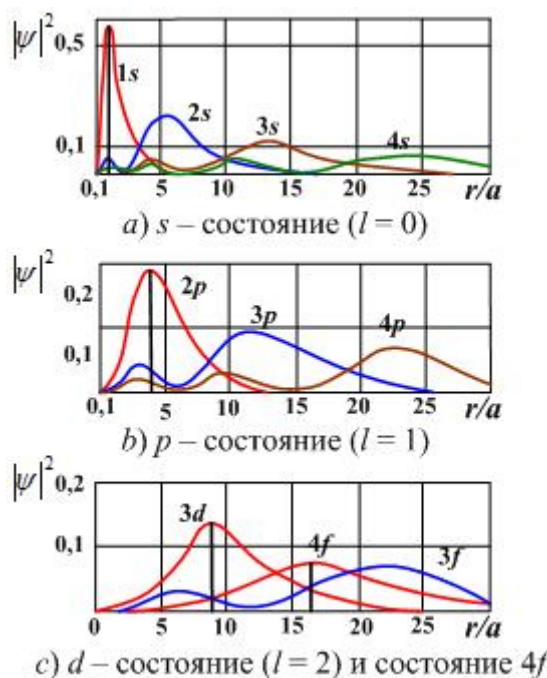 |ψ|²
0,5
1s
2s
3s
4s
0,1
0,1 5 10 15 20 25 r/a
a) s – состояние (l = 0)
|ψ|²
0,2
2p
3p
4p
0,1
0,1 5 10 15 20 25 r/a
b) p – состояние (l = 1)
|ψ|²
0,2
3d
4f
3f
0,1
0 5 10 15 20 25 r/a
c) d – состояние (l = 2) и состояние 4f